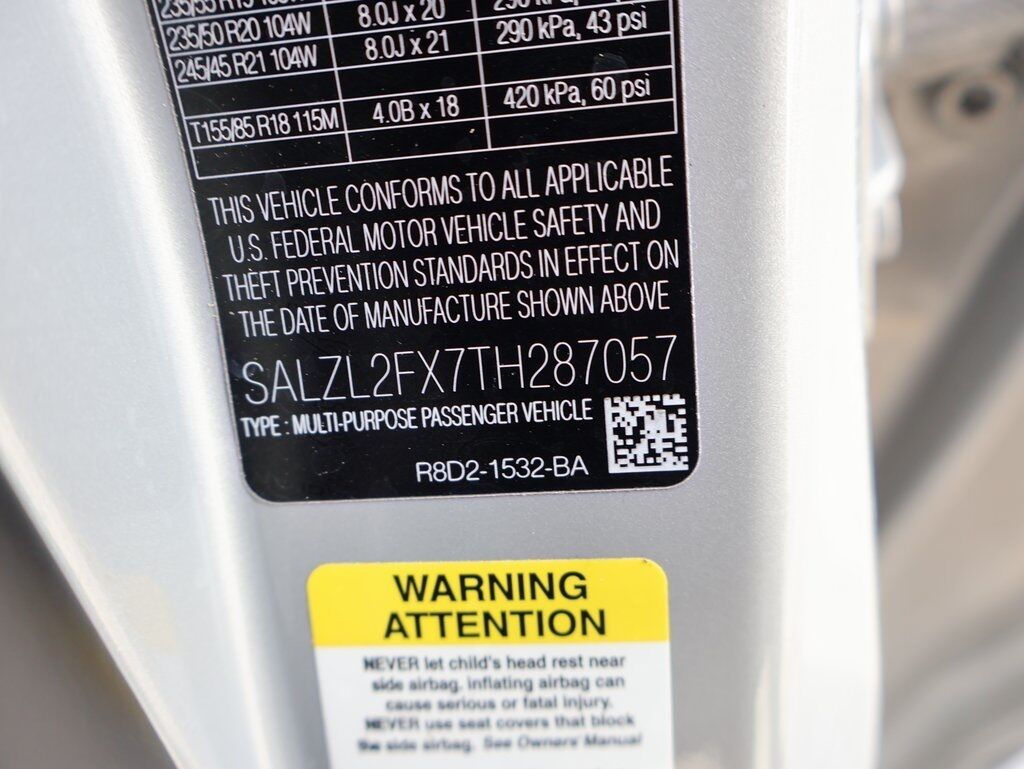 235/50 R20 104W 8.0J x 20
245/45 R21 104W 8.0J x 21 290 kPa, 43 psi
T155/85 R18 115M 4.0B x 18 420 kPa, 60 psi
THIS VEHICLE CONFORMS TO ALL APPLICABLE
U.S. FEDERAL MOTOR VEHICLE SAFETY AND
THEFT PREVENTION STANDARDS IN EFFECT ON
THE DATE OF MANUFACTURE SHOWN ABOVE
SALZL2FX7TH287057
TYPE : MULTI-PURPOSE PASSENGER VEHICLE
R8D2-1532-BA
WARNING
ATTENTION
NEVER let child's head rest near
side airbag, inflating airbag can
cause serious or fatal injury.
NEVER use seat covers that block
the side airbag. See Owners' Manual